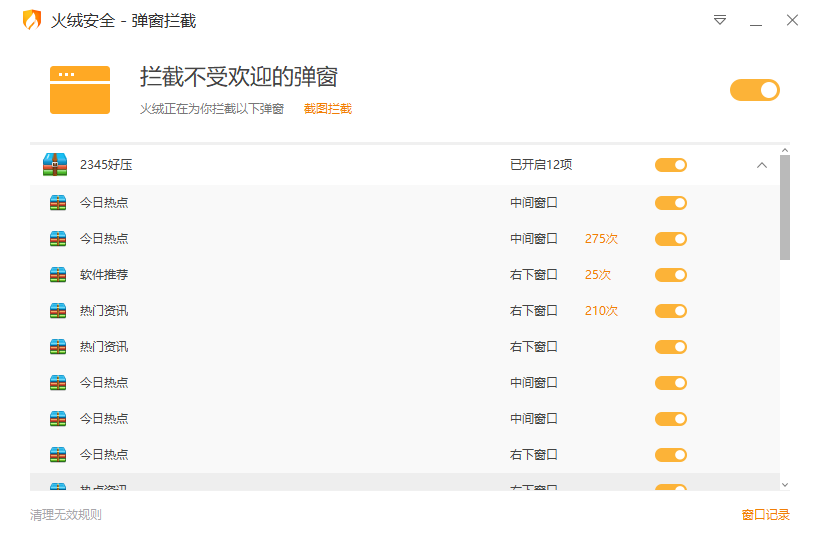 火绒安全 - 弹窗拦截
拦截不受欢迎的弹窗
火绒正在为你拦截以下弹窗 截图拦截
2345好压 已开启12项
今日热点 中间窗口
今日热点 中间窗口 275次
软件推荐 右下窗口 25次
热门资讯 右下窗口 210次
热门资讯 右下窗口
今日热点 中间窗口
今日热点 中间窗口
今日热点 右下窗口
热点资讯 右下窗口
清理无效规则 窗口记录